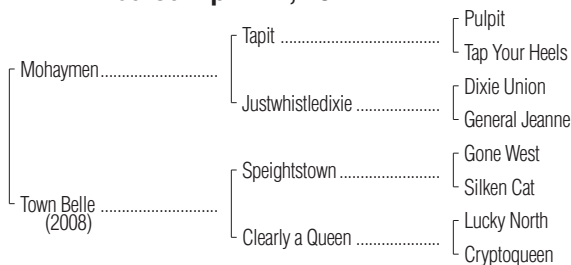 Pulpit
Tapit
Tap Your Heels
Mohaymen
Dixie Union
Justwhistledixie
General Jeanne
Gone West
Speightstown
Silken Cat
Town Belle
(2008)
Lucky North
Clearly a Queen
Cryptoqueen